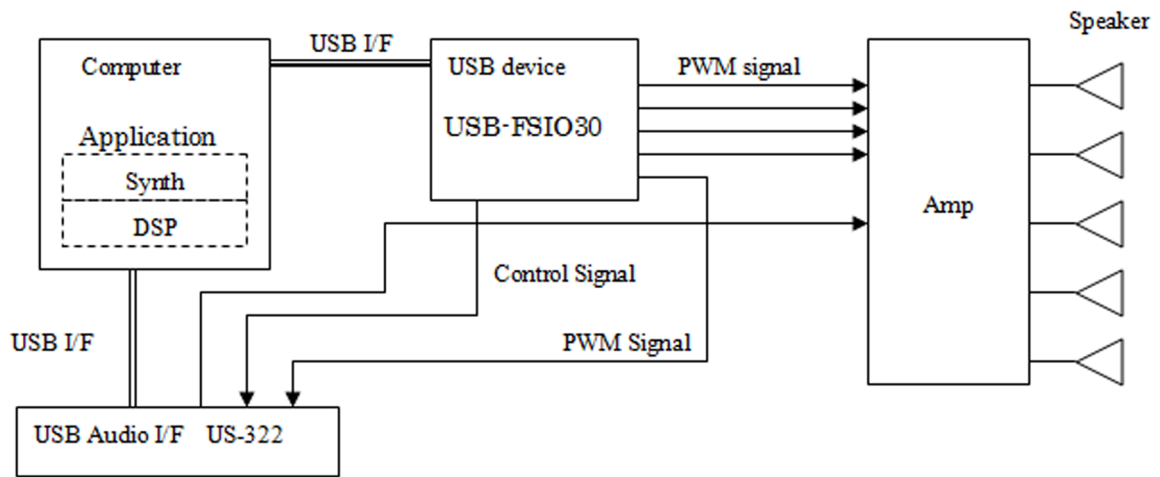 Speaker
USB I/F
Computer
USB device
PWM signal
USB-FSIO30
Application
Synth
DSP
Amp
Control Signal
USB I/F
PWM Signal
USB Audio I/F US-322